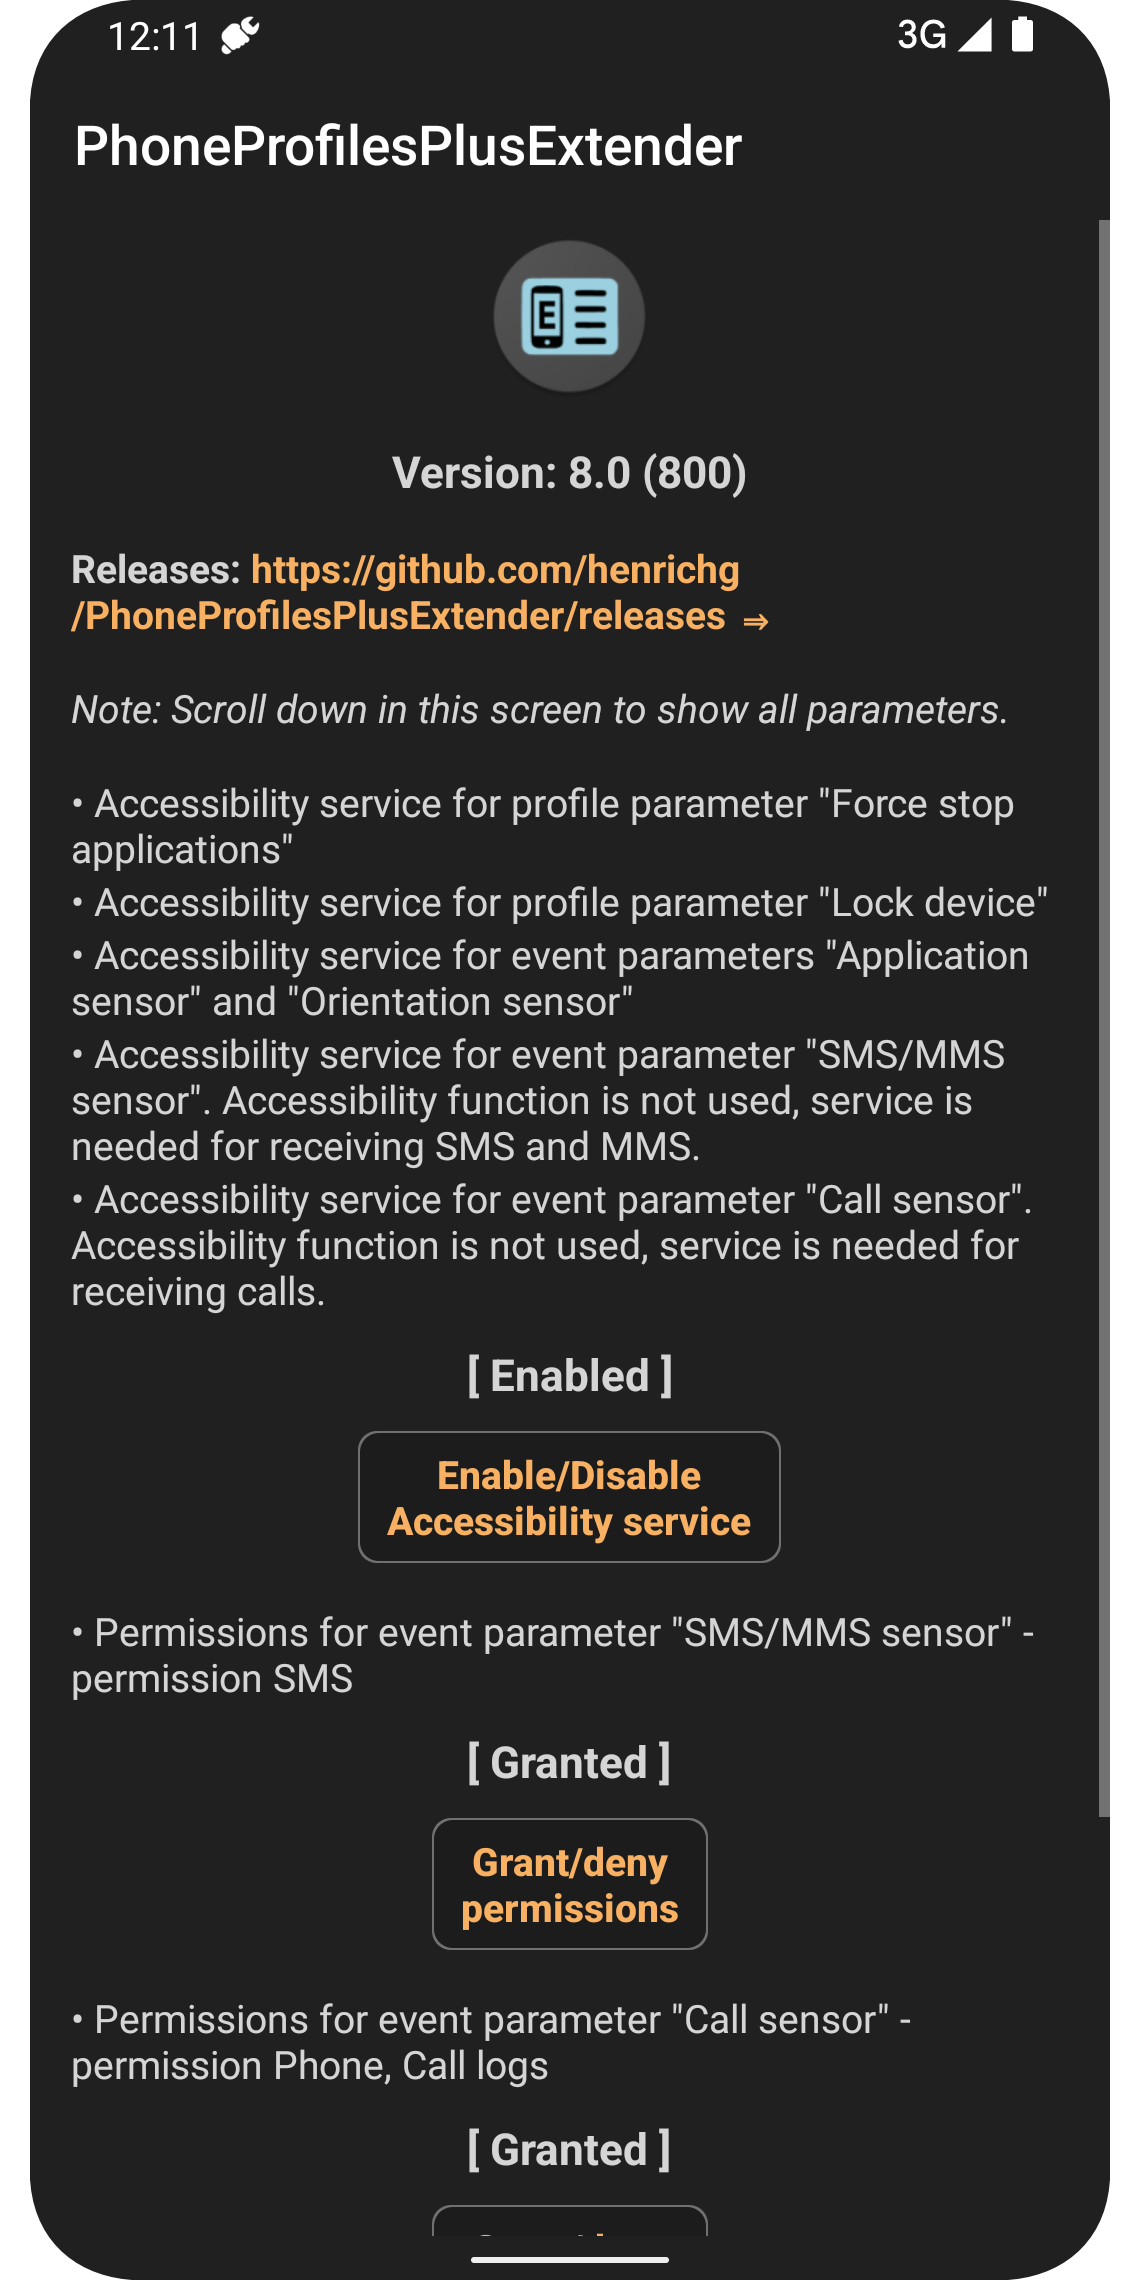 12:11
3G
PhoneProfilesPlusExtender
E
Version: 8.0 (800)
Releases: https://github.com/henrichg
/PhoneProfilesPlusExtender/releases ⇒
Note: Scroll down in this screen to show all parameters.
• Accessibility service for profile parameter "Force stop
applications"
• Accessibility service for profile parameter "Lock device"
• Accessibility service for event parameters "Application
sensor" and "Orientation sensor"
• Accessibility service for event parameter "SMS/MMS
sensor". Accessibility function is not used, service is
needed for receiving SMS and MMS.
• Accessibility service for event parameter "Call sensor".
Accessibility function is not used, service is needed for
receiving calls.
[ Enabled ]
Enable/Disable
Accessibility service
• Permissions for event parameter "SMS/MMS sensor" -
permission SMS
[ Granted ]
Grant/deny
permissions
• Permissions for event parameter "Call sensor" -
permission Phone, Call logs
[ Granted ]